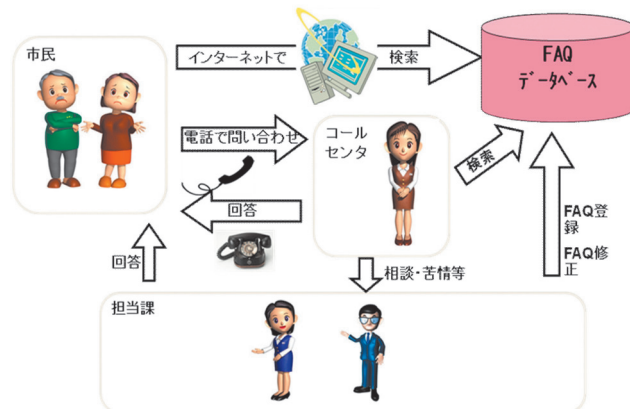 市民
インターネットで
検索
FAQ
データベース
電話で問い合わせ
コール
センタ
検索
回答
FAQ登
録
FAQ修
正
回答
相談・苦情等
担当課